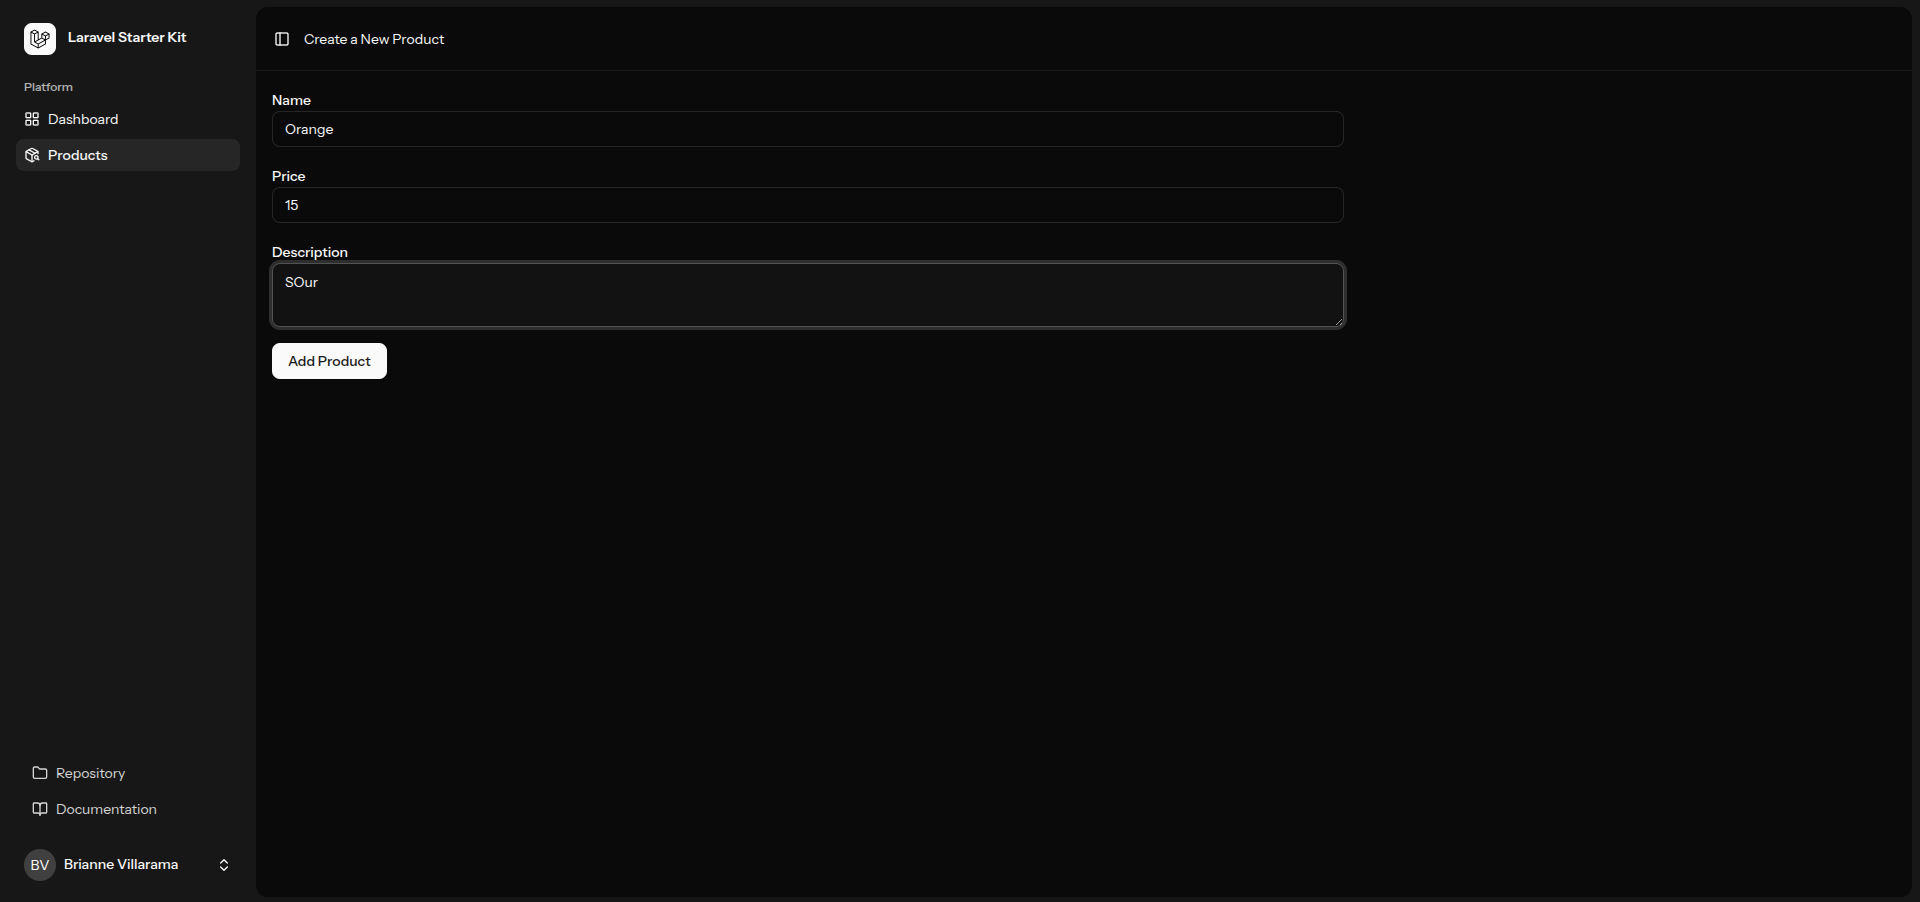 Laravel Starter Kit
Platform
Dashboard
Products
Repository
Documentation
BV Brianne Villarama
Create a New Product
Name
Orange
Price
15
Description
SOur
Add Product